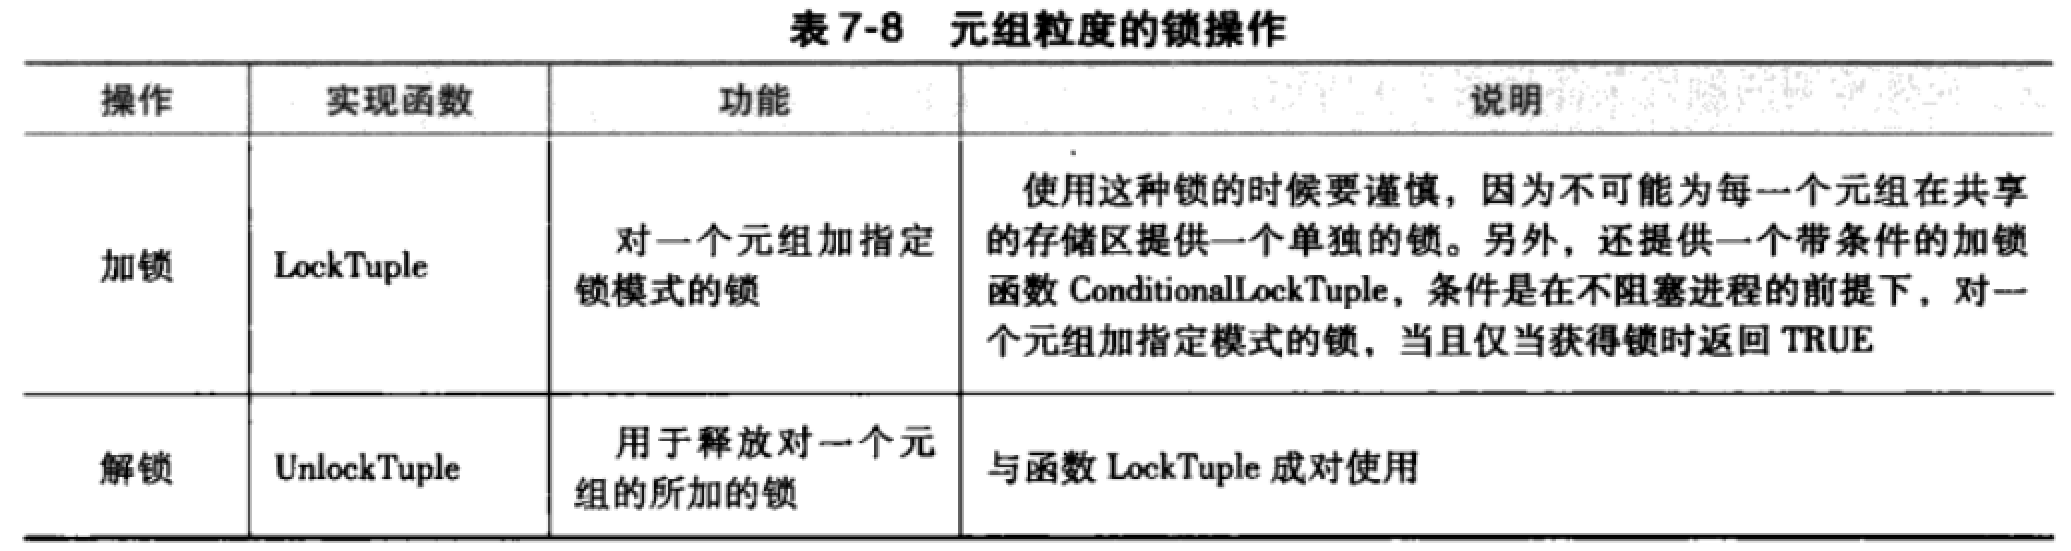 表7-8 元组粒度的锁操作
操作 实现函数 功能 说明
加锁
LockTuple
对一个元组加指定
锁模式的锁
使用这种锁的时候要谨慎，因为不可能为每一个元组在共享
的存储区提供一个单独的锁。另外，还提供一个带条件的加锁
函数 ConditionalLockTuple，条件是在不阻塞进程的前提下，对一
个元组加指定模式的锁，当且仅当获得锁时返回 TRUE
解锁
UnlockTuple
用于释放对一个元
组的所加的锁
与函数 LockTuple 成对使用